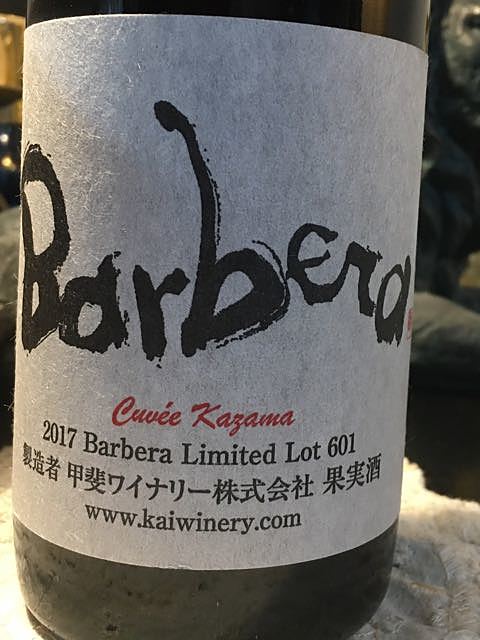 Barbera
Cuvée Kazama
2017 Barbera Limited Lot 601
製造者 甲斐ワイナリー株式会社 果実酒
www.kaiwinery.com